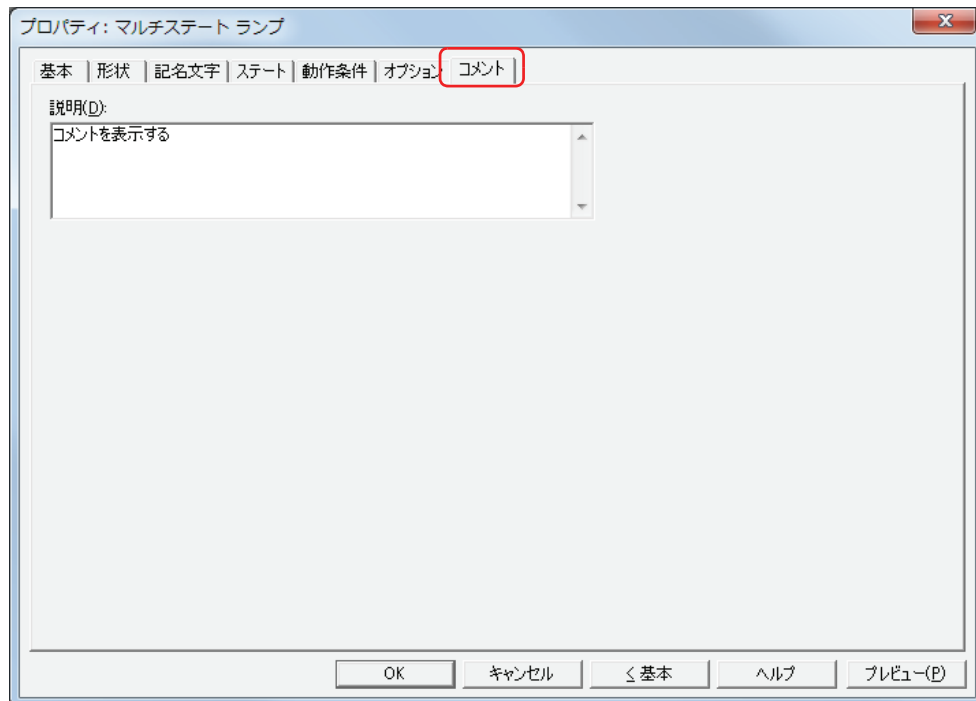 プロパティ: マルチステート ランプ
基本 形状 記名文字 ステート 動作条件 オプション コメント
説明(D):
コメントを表示する
OK キャンセル < 基本 ヘルプ プレビュー(P)